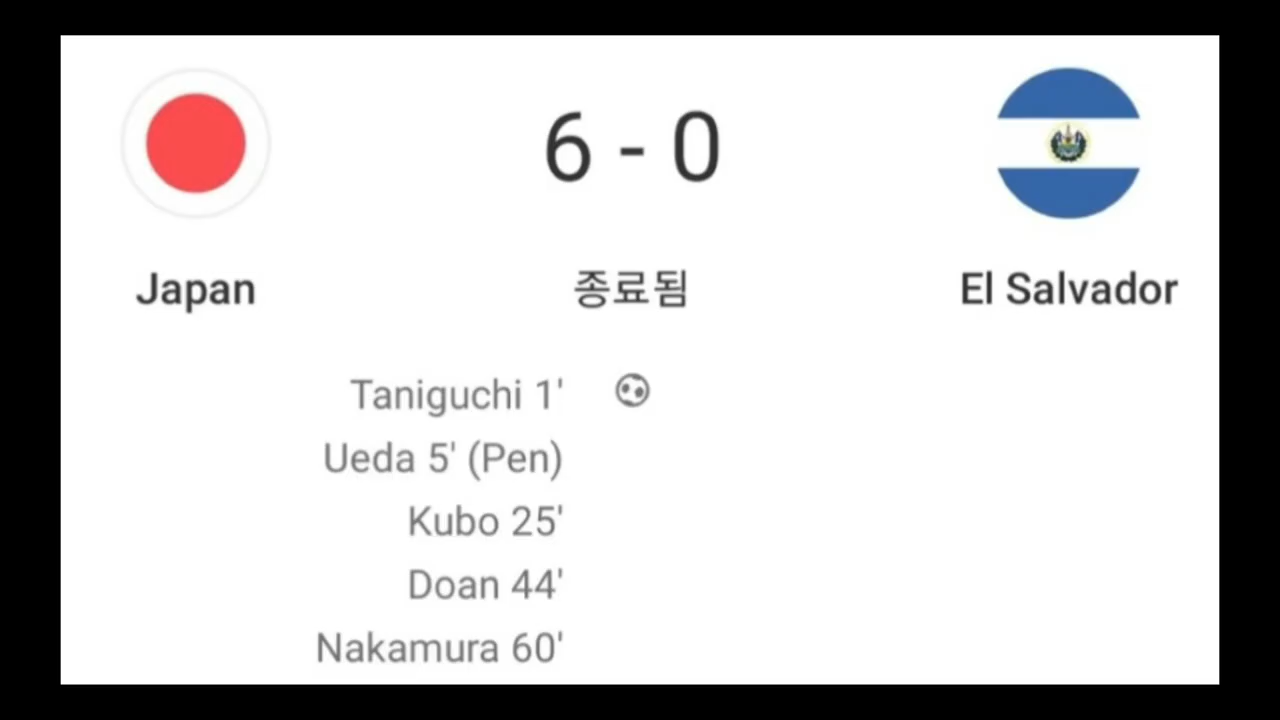 6 - 0
Japan
종료됨
El Salvador
Taniguchi 1'
Ueda 5' (Pen)
Kubo 25'
Doan 44'
Nakamura 60'